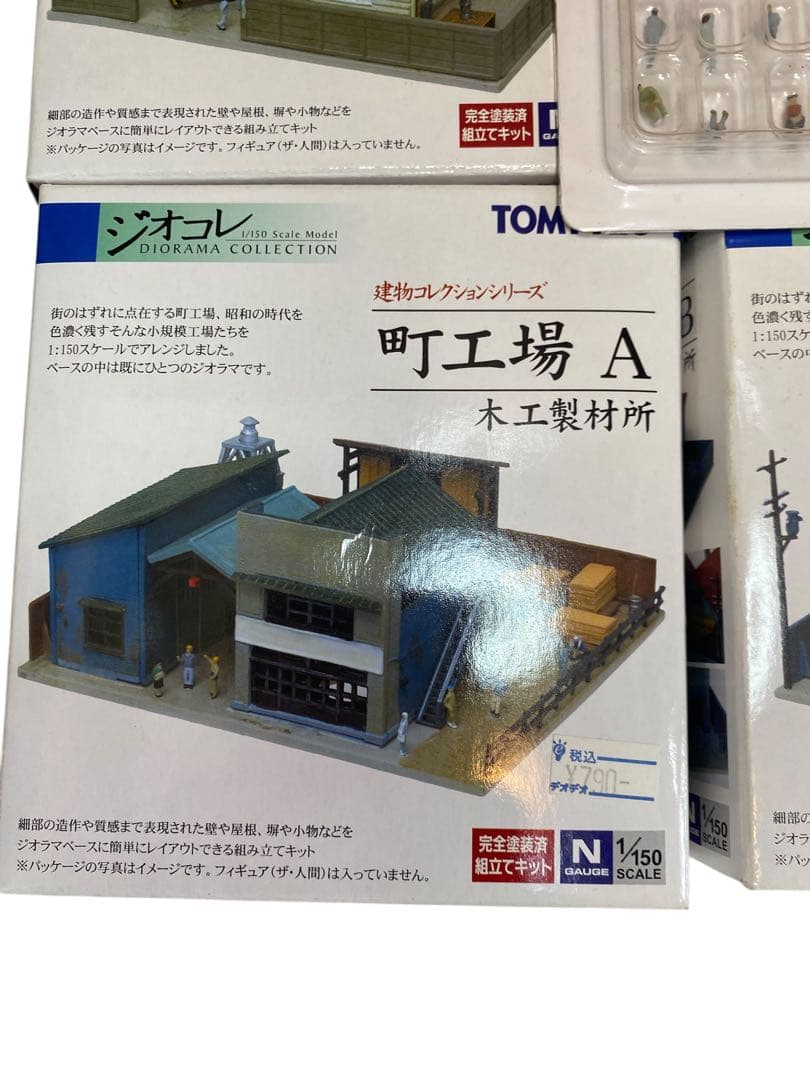 細部の造作や質感まで表現された壁や屋根、塀や小物などを
ジオラマベースに簡単にレイアウトできる組み立てキット
※パッケージの写真はイメージです。フィギュア(ザ・人間)は入っていません。
完全塗装済
組立てキット
N
ジオコレ
1/150 Scale Model
DIORAMA COLLECTION
TOM
建物コレクションシリーズ
町工場 A
木工製材所
街のはずれに点在する町工場、昭和の時代を
色濃く残すそんな小規模工場たちを
1:150スケールでアレンジしました。
ベースの中は既にひとつのジオラマです。
税込
¥790-
デオデオ
細部の造作や質感まで表現された壁や屋根、塀や小物などを
ジオラマベースに簡単にレイアウトできる組み立てキット
※パッケージの写真はイメージです。フィギュア(ザ・人間)は入っていません。
完全塗装済
組立てキット
N
GAUGE
1/150
SCALE
B
所
N
1/150
SCALE
街のはずれ
色濃く残す
1:150スケ
ベースの中
細部の
ジオラ
※パッ